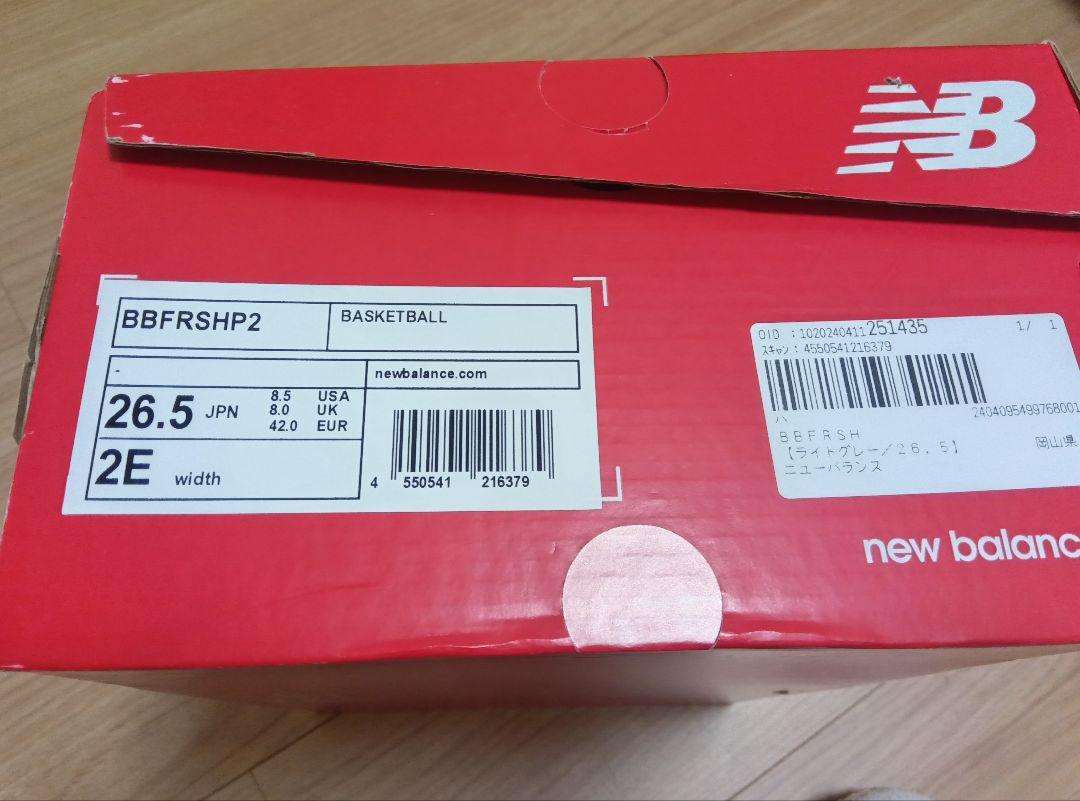 NB
BBFRSHP2
BASKETBALL
-
newbalance.com
26.5 JPN
8.5 USA
8.0 UK
42.0 EUR
2E width
4 550541 216379
OID :1020240411251435 1/ 1
ｽｷｬﾝ:4550541216379
ハ 2404095499768001
BBFRSH 岡山県
【ライトグレー/26.5】
ニューバランス
new balanc